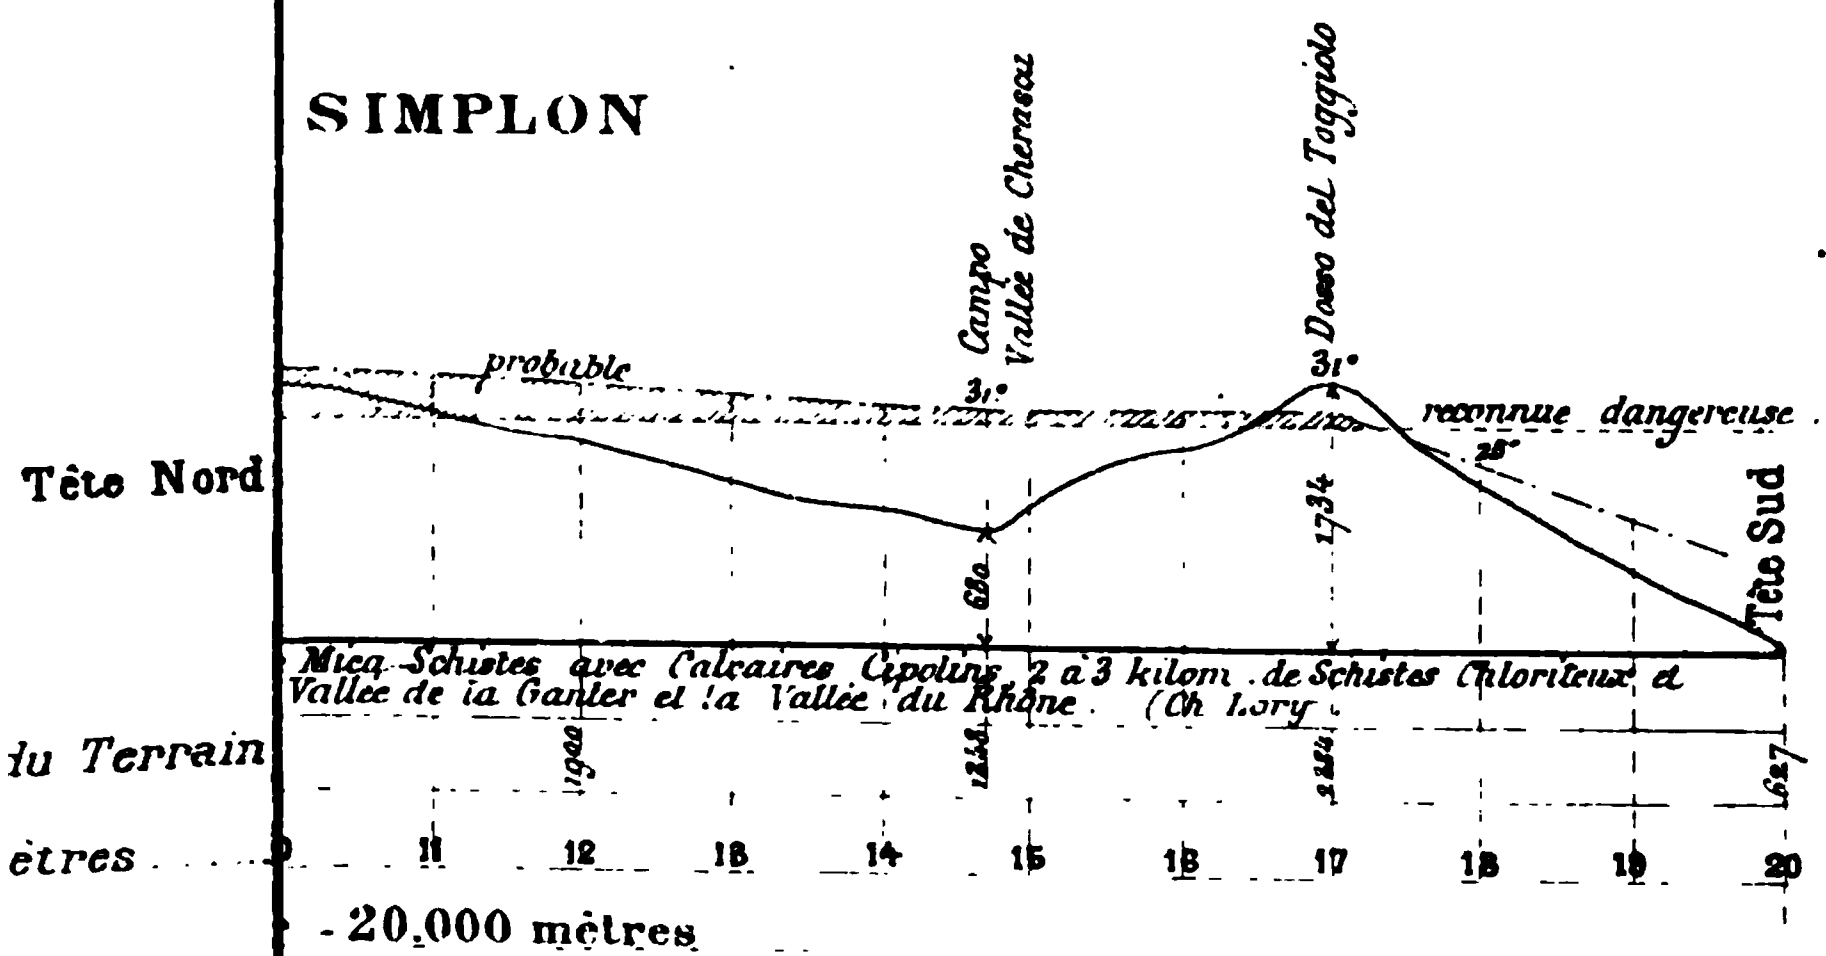 SIMPLON
Campo
Vallée de Cherasca
Dosso del Toggiolo
probable
31°
31°
reconnue dangereuse
25°
Tête Nord
Tête Sud
680
1734
Mica Schistes avec Calcaires Cipolins, 2 à 3 kilom. de Schistes Chloriteux et
Vallée de la Ganter et la Vallée du Rhône. (Ch Lory
du Terrain
1900
627
ètres
11 12 13 14 15 16 17 18 19 20
20.000 mètres